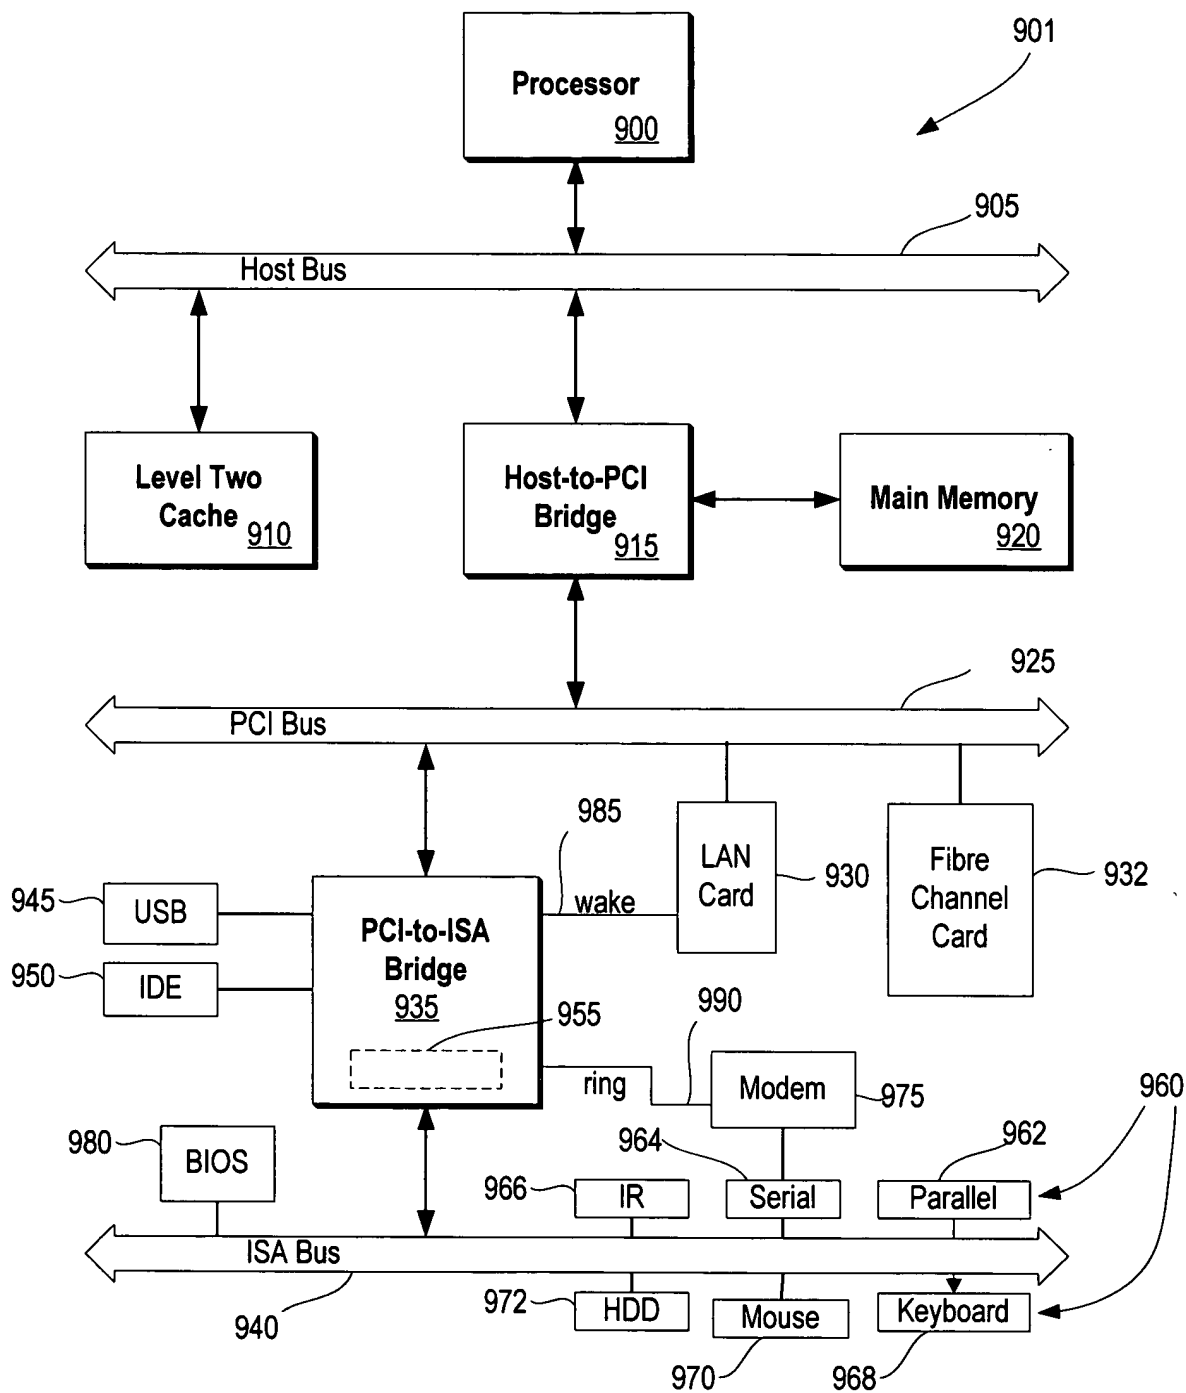 901
Processor
900
905
Host Bus
Level Two
Cache
910
Host-to-PCI
Bridge
915
Main Memory
920
925
PCI Bus
985
945
USB
wake
LAN
Card
930
Fibre
Channel
Card
932
PCI-to-ISA
Bridge
935
950
IDE
955
990
ring
Modem
975
960
980
BIOS
964
962
966
IR
Serial
Parallel
ISA Bus
940
972
HDD
Mouse
970
Keyboard
968